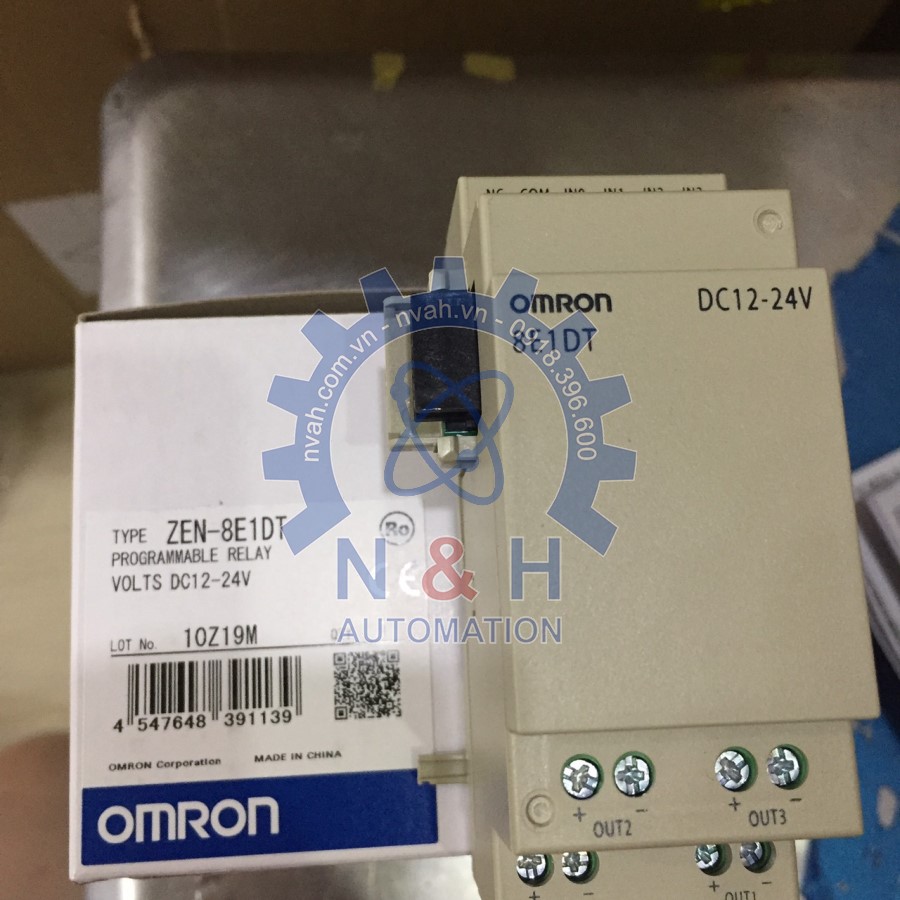 NC COM IN0 IN1 IN2 IN3
OMRON
DC12-24V
8E1DT
nvah.com.vn - nvah.vn - 0918.396.600
N & H
AUTOMATION
TYPE ZEN-8E1DT
PROGRAMMABLE RELAY
VOLTS DC12-24V
LOT No. 10Z19M
4 547648 391139
OMRON Corporation MADE IN CHINA
OMRON
+ - + -
OUT2 OUT3
+ - + -
OUT1